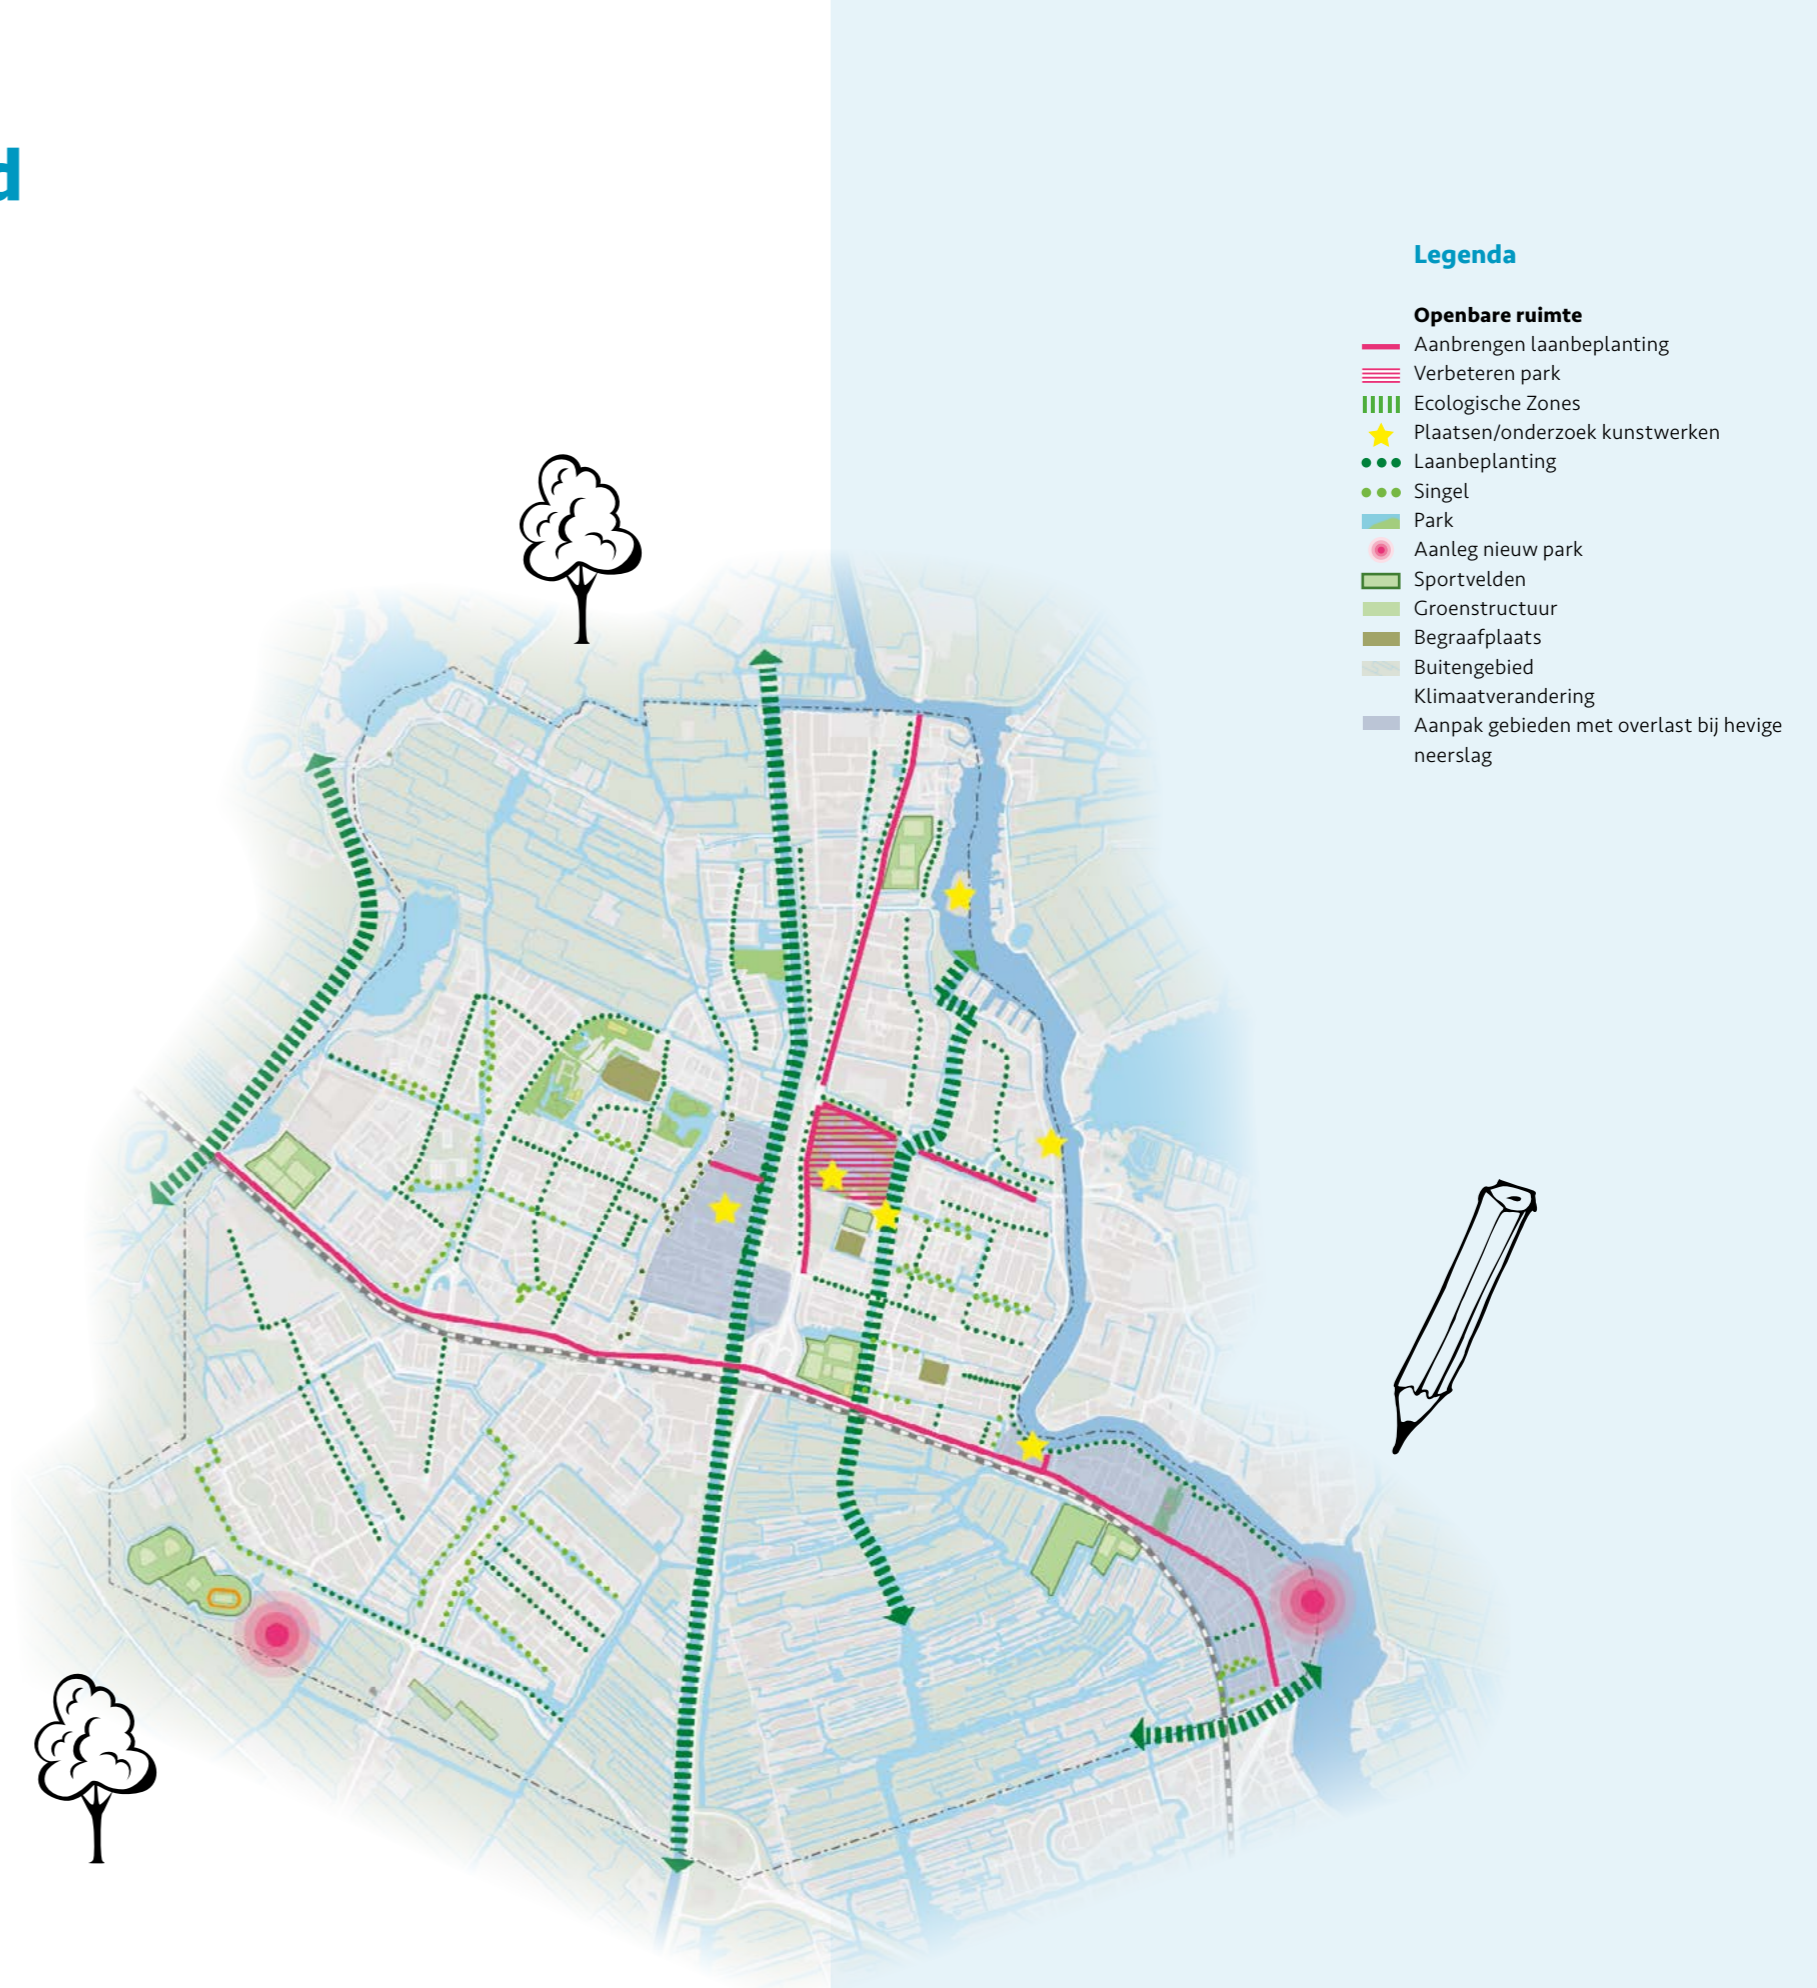 d
Legenda
Openbare ruimte
Aanbrengen laanbeplanting
Verbeteren park
Ecologische Zones
Plaatsen/onderzoek kunstwerken
Laanbeplanting
Singel
Park
Aanleg nieuw park
Sportvelden
Groenstructuur
Begraafplaats
Buitengebied
Klimaatverandering
Aanpak gebieden met overlast bij hevige
neerslag